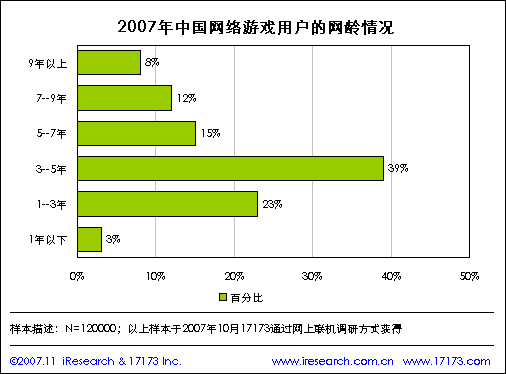 2007年中国网络游戏用户的网龄情况
9年以上
8%
7--9年
12%
5--7年
15%
3--5年
39%
1--3年
23%
1年以下
3%
0% 10% 20% 30% 40% 50%
百分比
样本描述：N=120000；以上样本于2007年10月17173通过网上联机调研方式获得
©2007.11 iResearch & 17173 Inc. www.iresearch.com.cn www.17173.com